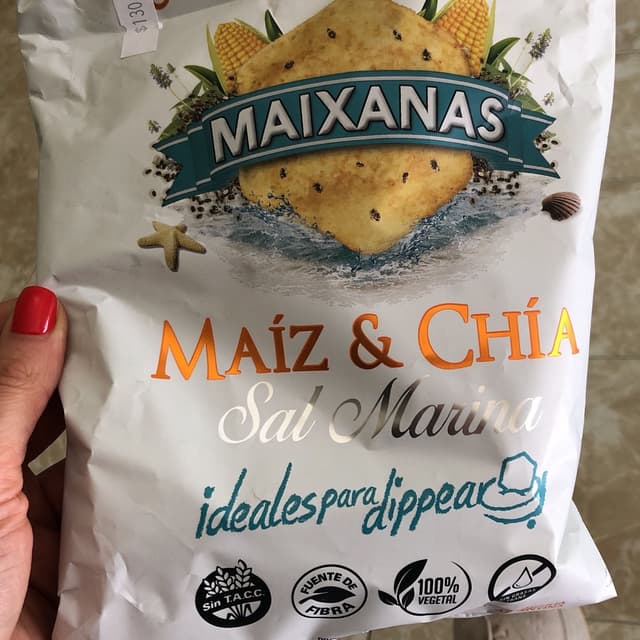 $130
MAIXANAS
MAÍZ & CHÍA
Sal Marina
ideales para dippear
Sin T.A.C.C.
FUENTE DE
FIBRA
100%
VEGETAL